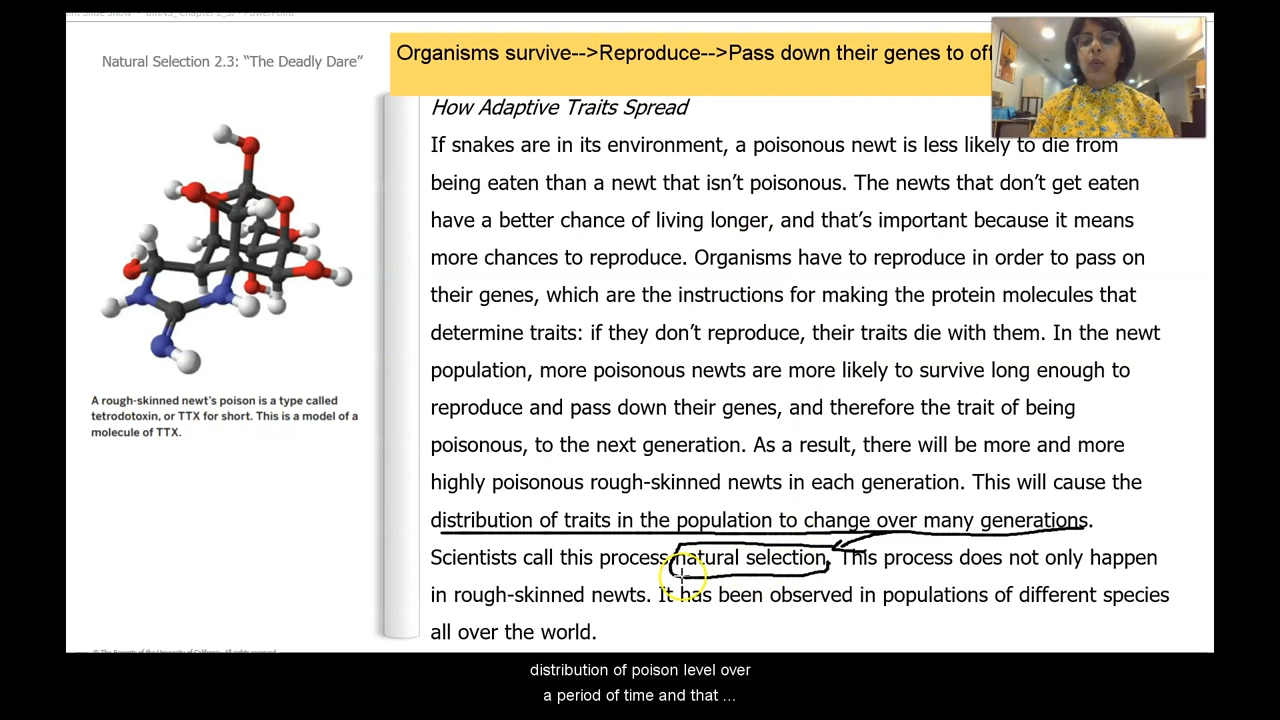 Natural Selection 2.3: “The Deadly Dare”
Organisms survive-->Reproduce-->Pass down their genes to off
How Adaptive Traits Spread
If snakes are in its environment, a poisonous newt is less likely to die from
being eaten than a newt that isn’t poisonous. The newts that don’t get eaten
have a better chance of living longer, and that’s important because it means
more chances to reproduce. Organisms have to reproduce in order to pass on
their genes, which are the instructions for making the protein molecules that
determine traits: if they don’t reproduce, their traits die with them. In the newt
population, more poisonous newts are more likely to survive long enough to
reproduce and pass down their genes, and therefore the trait of being
poisonous, to the next generation. As a result, there will be more and more
highly poisonous rough-skinned newts in each generation. This will cause the
distribution of traits in the population to change over many generations.
Scientists call this process natural selection. This process does not only happen
in rough-skinned newts. It has been observed in populations of different species
all over the world.
A rough-skinned newt’s poison is a type called
tetrodotoxin, or TTX for short. This is a model of a
molecule of TTX.
distribution of poison level over
a period of time and that ...